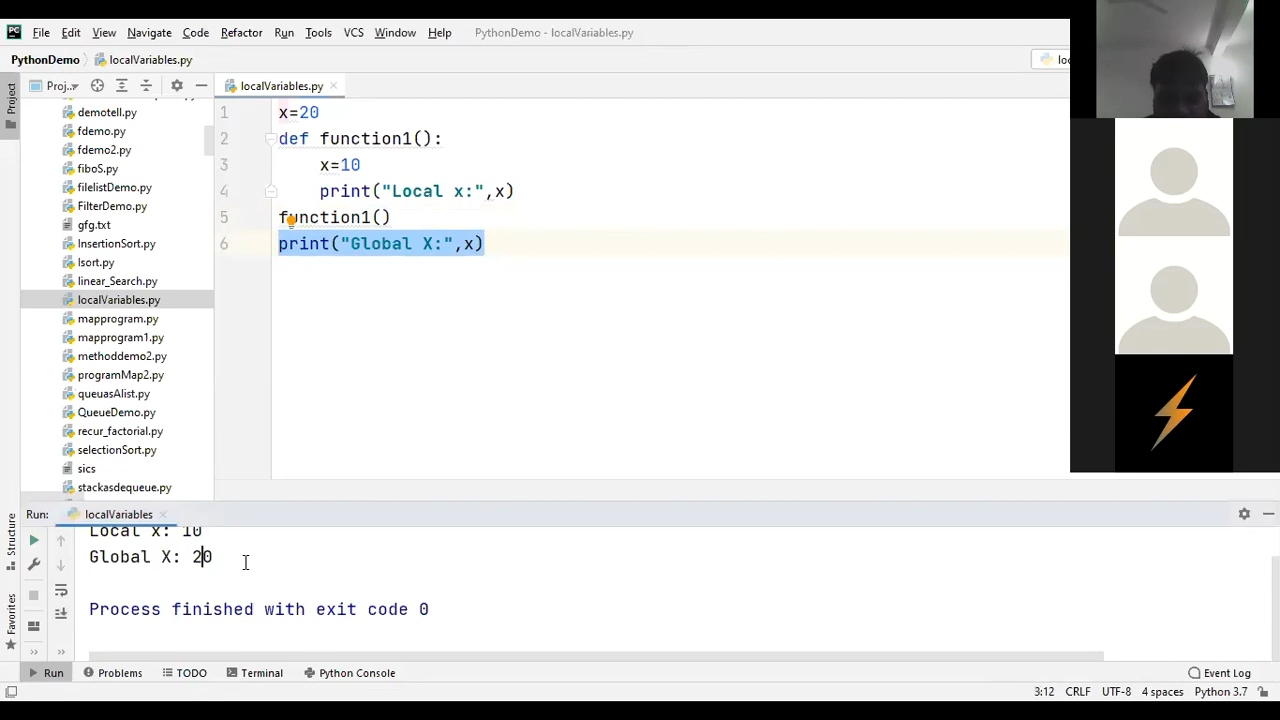 PC File Edit View Navigate Code Refactor Run Tools VCS Window Help PythonDemo - localVariables.py
PythonDemo localVariables.py
Project
Proj...
localVariables.py
demotell.py
fdemo.py
fdemo2.py
fiboS.py
filelistDemo.py
FilterDemo.py
gfg.txt
InsertionSort.py
lsort.py
linear_Search.py
localVariables.py
mapprogram.py
mapprogram1.py
methoddemo2.py
programMap2.py
queuasAlist.py
QueueDemo.py
recur_factorial.py
selectionSort.py
sics
stackasdequeue.py
1 x=20
2 def function1():
3 x=10
4 print("Local x:",x)
5 function1()
6 print("Global X:",x)
Structure
Favorites
Run: localVariables
Local x: 10
Global X: 20
Process finished with exit code 0
Run Problems TODO Terminal Python Console Event Log
3:12 CRLF UTF-8 4 spaces Python 3.7